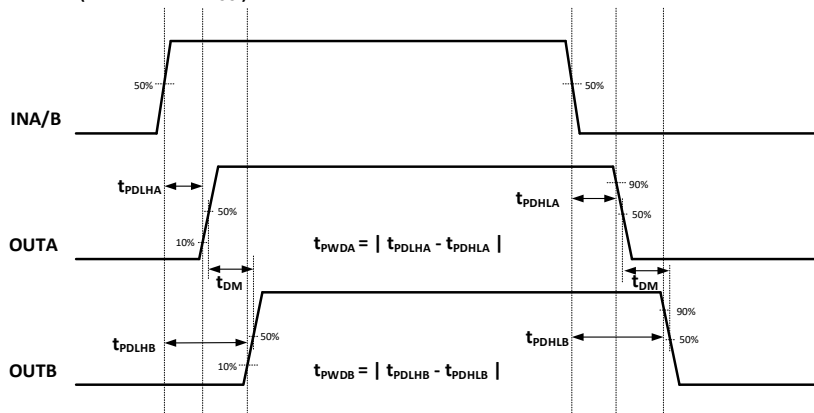 50%
50%
INA/B
tPDLHA
90%
tPDHLA
50%
50%
10%
OUTA
tPWDA = | tPDLHA - tPDHLA |
tDM
tDM
90%
tPDLHB
50%
tPDHLB
50%
10%
OUTB
tPWDB = | tPDLHB - tPDHLB |